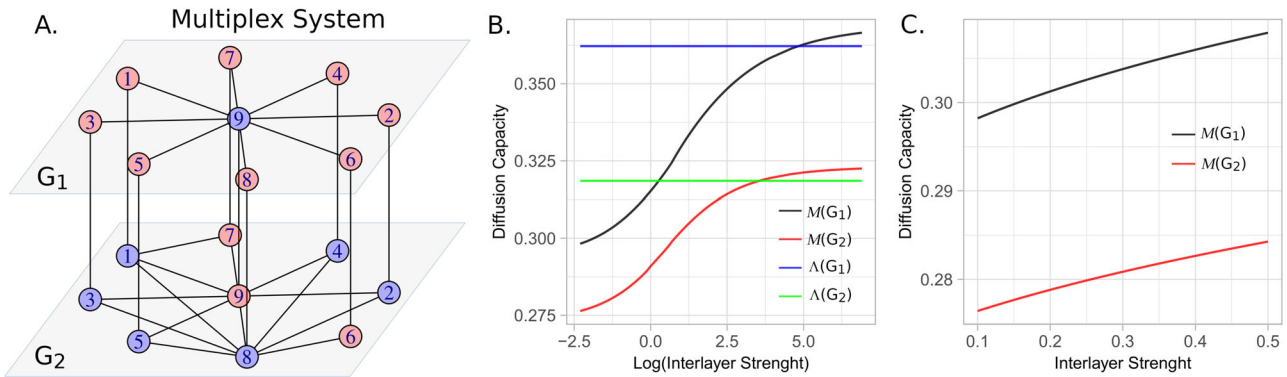 A.
Multiplex System
7
1
4
3
9
2
5
6
8
G1
7
1
4
3
9
2
5
8
6
G2
B.
Diffusion Capacity
0.350
0.325
0.300
0.275
M(G1)
M(G2)
Λ(G1)
Λ(G2)
−2.5
0.0
2.5
5.0
Log(Interlayer Strenght)
C.
Diffusion Capacity
0.30
0.29
0.28
M(G1)
M(G2)
0.1
0.2
0.3
0.4
0.5
Interlayer Strenght